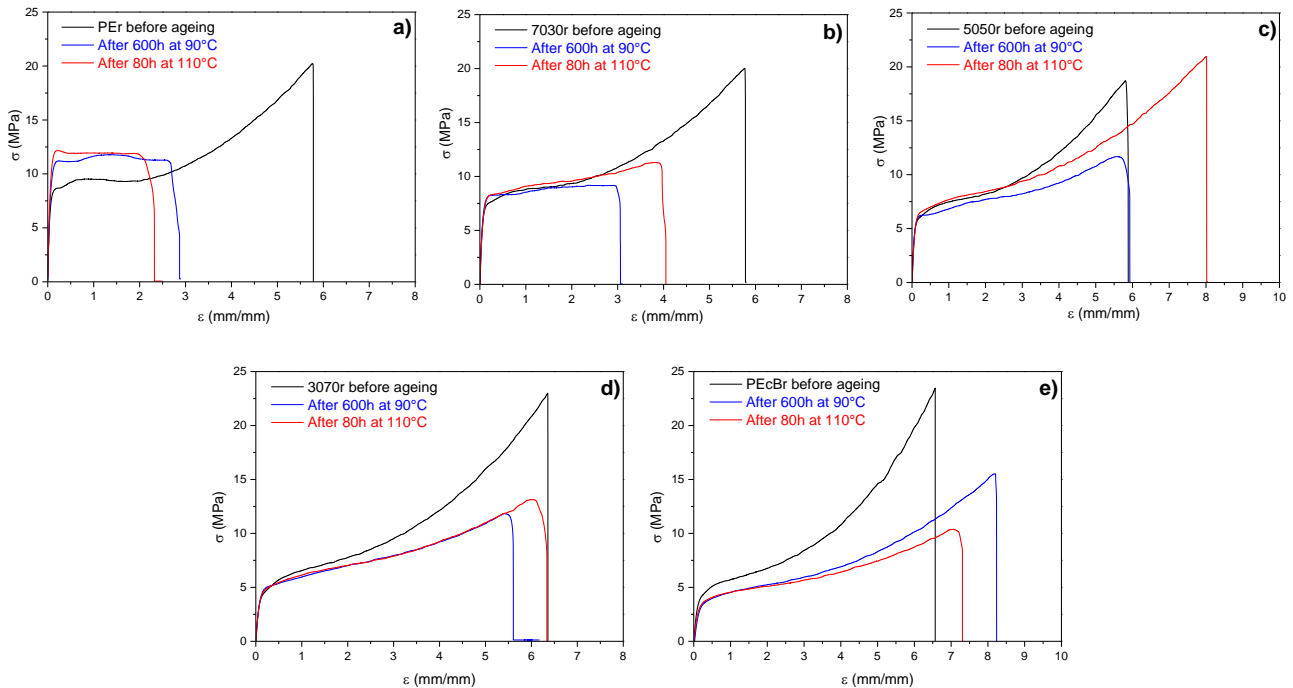 PEr before ageing
After 600h at 90°C
After 80h at 110°C
a)
25
20
15
10
5
0
σ (MPa)
0 1 2 3 4 5 6 7 8
ε (mm/mm)
7030r before ageing
After 600h at 90°C
After 80h at 110°C
b)
25
20
15
10
5
0
σ (MPa)
0 1 2 3 4 5 6 7 8
ε (mm/mm)
5050r before ageing
After 600h at 90°C
After 80h at 110°C
c)
25
20
15
10
5
0
σ (MPa)
0 1 2 3 4 5 6 7 8 9 10
ε (mm/mm)
3070r before ageing
After 600h at 90°C
After 80h at 110°C
d)
25
20
15
10
5
0
σ (MPa)
0 1 2 3 4 5 6 7 8
ε (mm/mm)
PEcBr before ageing
After 600h at 90°C
After 80h at 110°C
e)
25
20
15
10
5
0
σ (MPa)
0 1 2 3 4 5 6 7 8 9 10
ε (mm/mm)